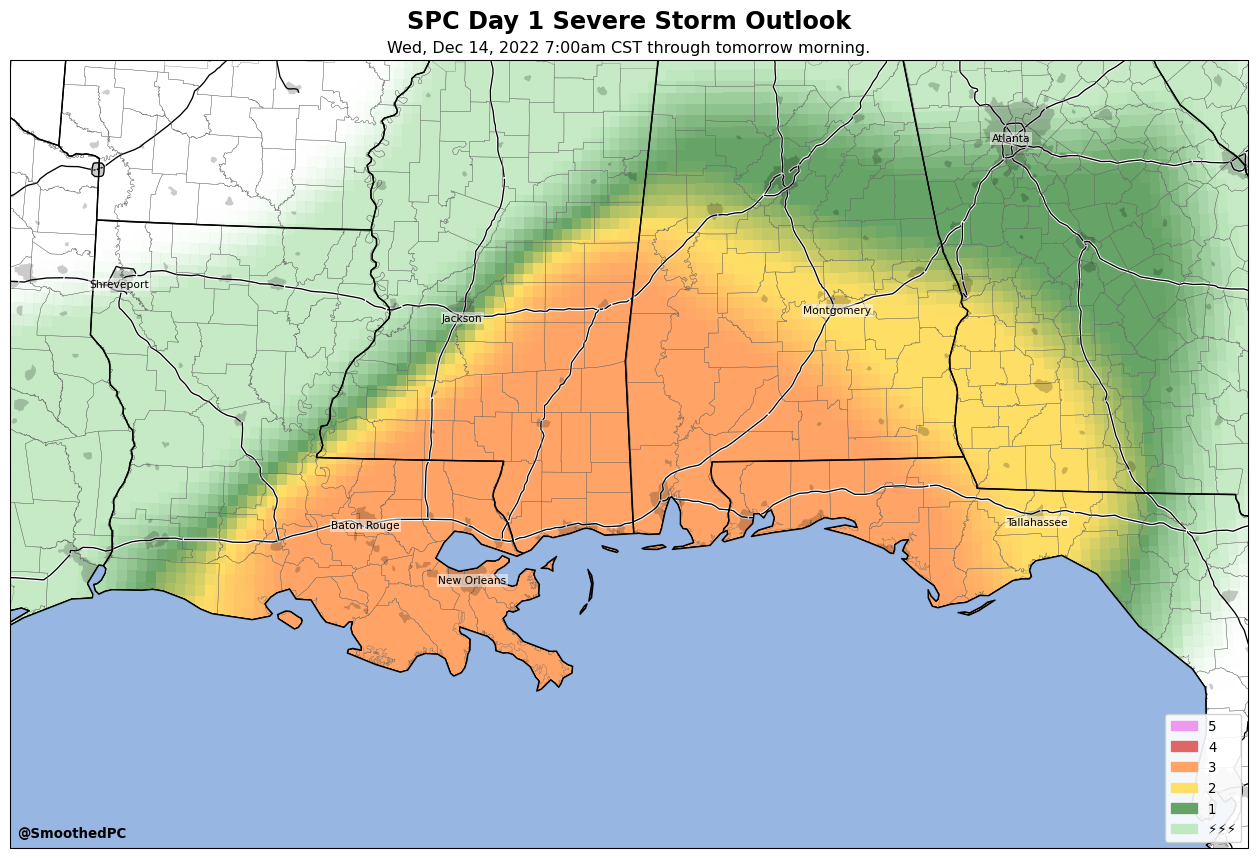 SPC Day 1 Severe Storm Outlook
Wed, Dec 14, 2022 7:00am CST through tomorrow morning.
Atlanta
Shreveport
Jackson
Montgomery
Baton Rouge
Tallahassee
New Orleans
5
4
3
2
1
⚡⚡⚡
@SmoothedPC